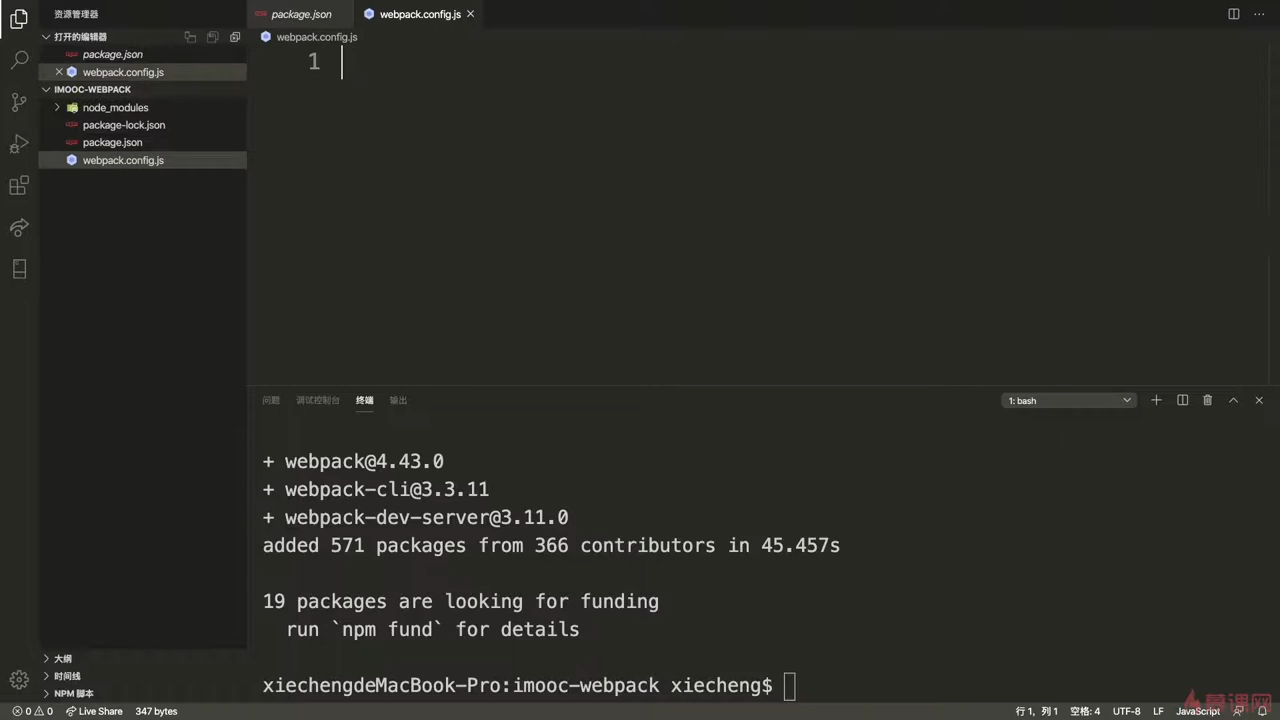 资源管理器
package.json
webpack.config.js
打开的编辑器
webpack.config.js
package.json
1
webpack.config.js
IMOOC-WEBPACK
node_modules
package-lock.json
package.json
webpack.config.js
问题
调试控制台
终端
输出
1: bash
+ webpack@4.43.0
+ webpack-cli@3.3.11
+ webpack-dev-server@3.11.0
added 571 packages from 366 contributors in 45.457s
19 packages are looking for funding
run `npm fund` for details
xiechengdeMacBook-Pro:imooc-webpack xiecheng$
大纲
时间线
NPM 脚本
0 0 Live Share 347 bytes
行 1, 列 1 空格: 4 UTF-8 LF JavaScript
慕课网